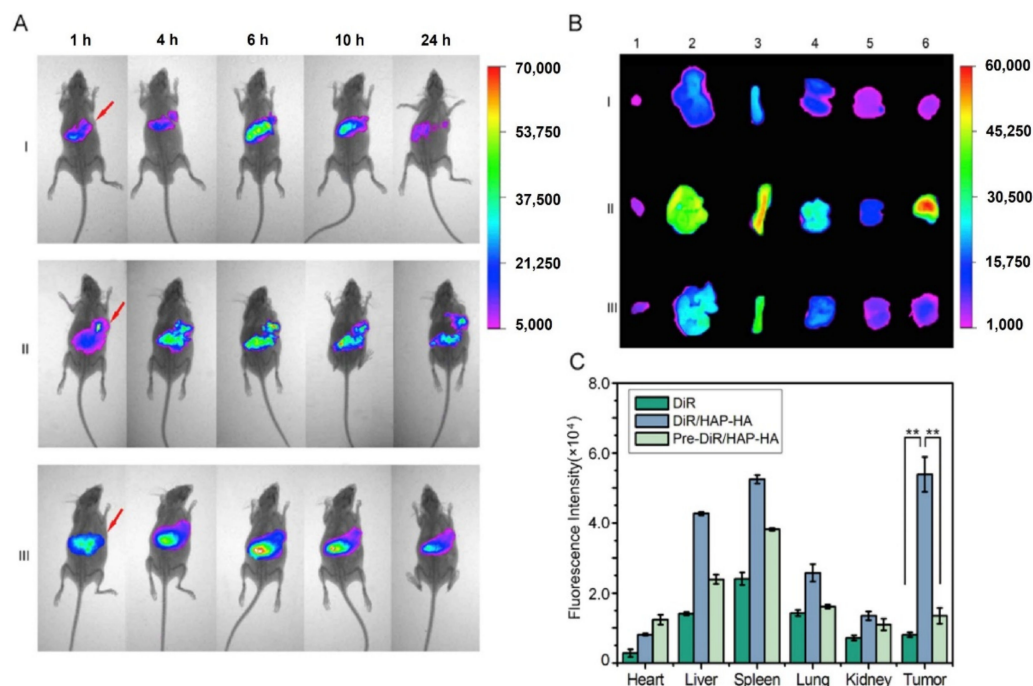 A
1 h 4 h 6 h 10 h 24 h
I
II
III
70,000
53,750
37,500
21,250
5,000
B
1 2 3 4 5 6
I
II
III
60,000
45,250
30,500
15,750
1,000
C
Fluorescence Intensity(×10⁴)
8.0
6.0
4.0
2.0
0.0
DiR
DiR/HAP-HA
Pre-DiR/HAP-HA
** **
Heart Liver Spleen Lung Kidney Tumor